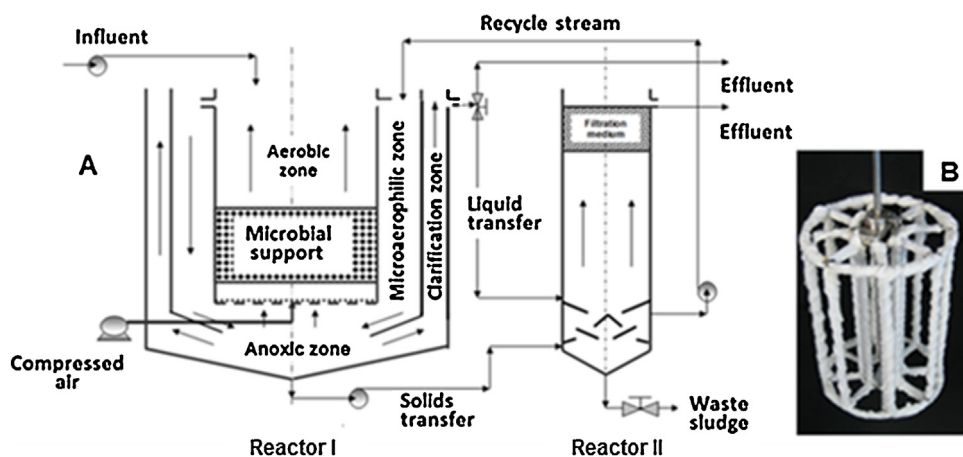 Recycle stream
Influent
Effluent
Effluent
A
B
Aerobic
zone
Microaerophilic zone
Clarification zone
Filtration
medium
Microbial
support
Liquid
transfer
Anoxic zone
Compressed
air
Solids
transfer
Waste
sludge
Reactor I
Reactor II